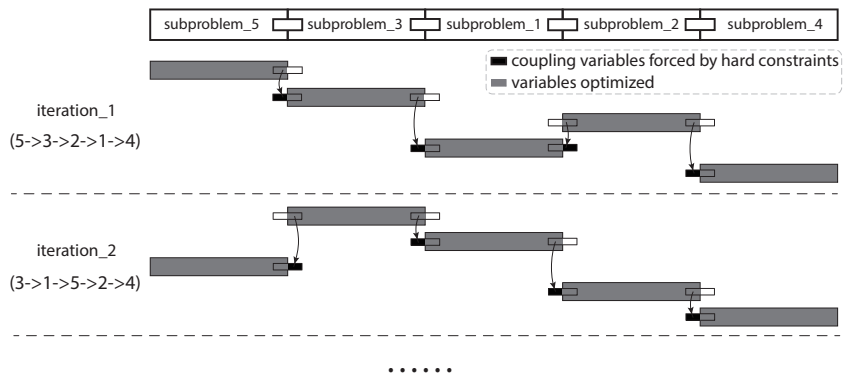 subproblem_5 subproblem_3 subproblem_1 subproblem_2 subproblem_4
coupling variables forced by hard constraints
variables optimized
iteration_1
(5->3->2->1->4)
iteration_2
(3->1->5->2->4)
......